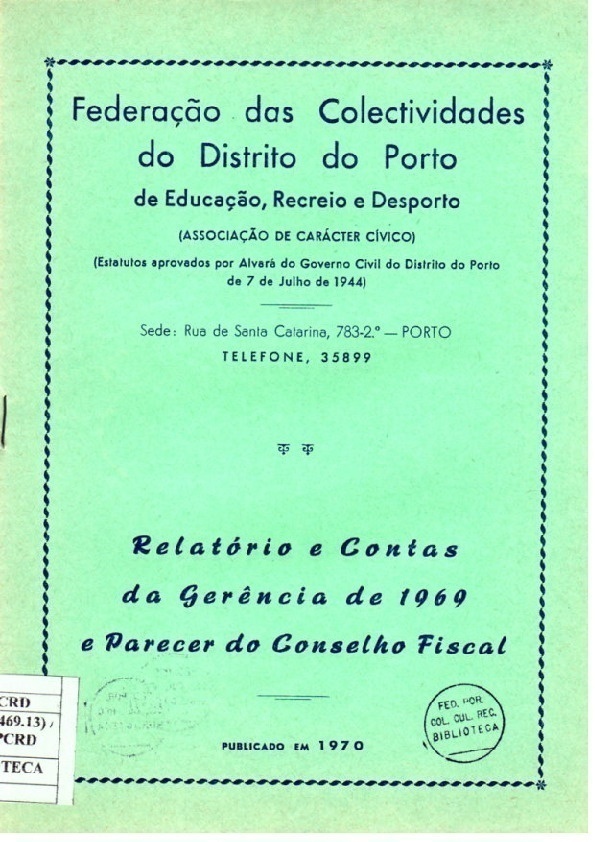 Federação das Colectividades
do Distrito do Porto
de Educação, Recreio e Desporto
(ASSOCIAÇÃO DE CARÁCTER CÍVICO)
(Estatutos aprovados por Alvará do Governo Civil do Distrito do Porto
de 7 de Julho de 1944)
Sede: Rua de Santa Catarina, 783-2.º — PORTO
TELEFONE, 35899
Relatório e Contas
da Gerência de 1969
e Parecer do Conselho Fiscal
CRD
469.13) /
PCRD
TECA
FED. POR.
COL. CUL. REC.
BIBLIOTECA
PUBLICADO EM 1970